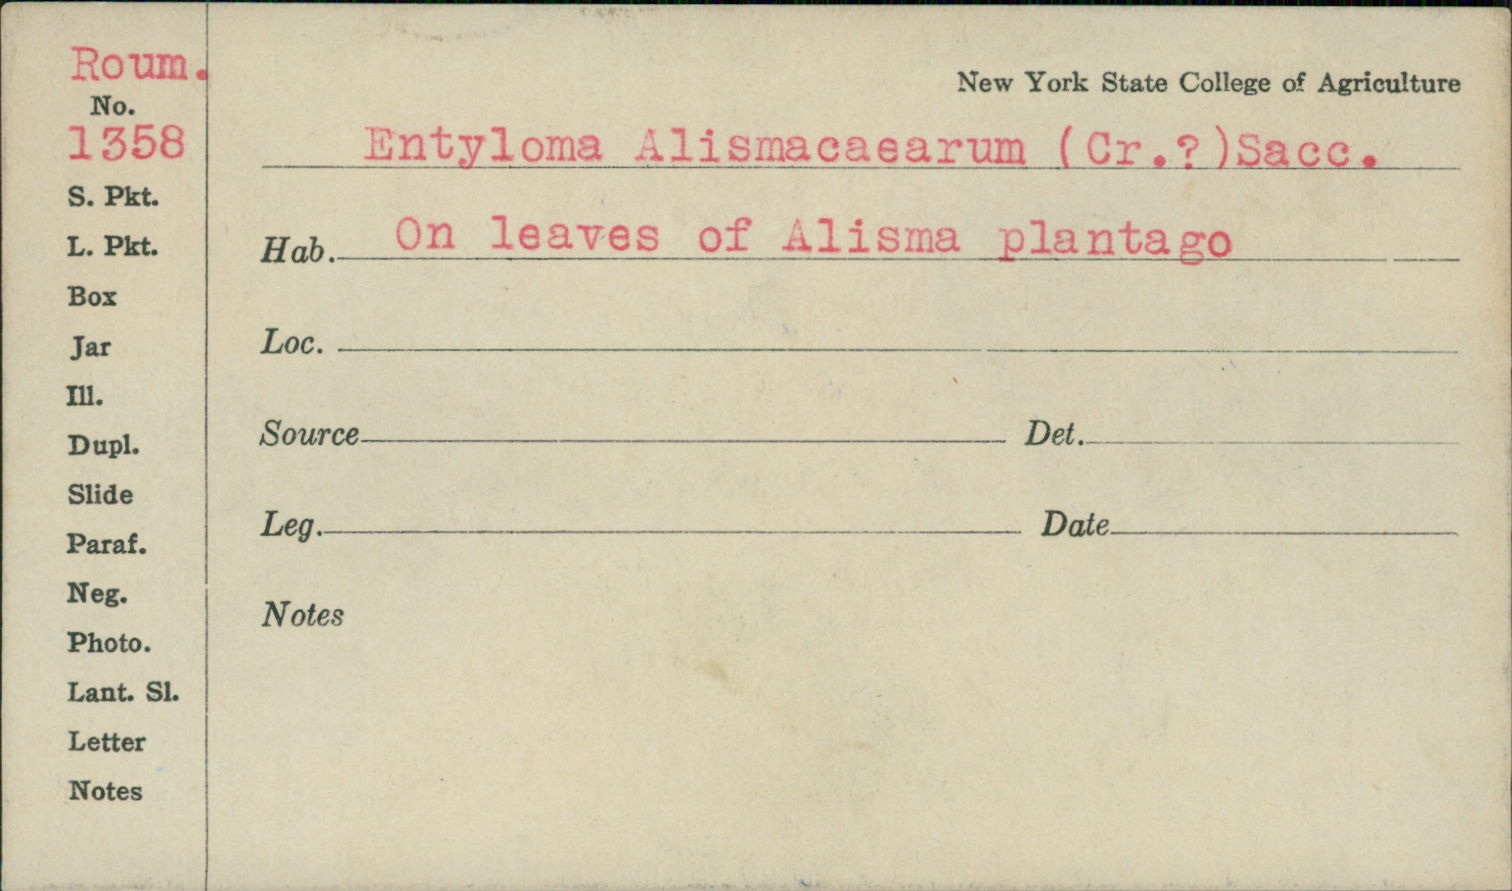 Roum.
No.
1358
S. Pkt.
L. Pkt.
Box
Jar
Ill.
Dupl.
Slide
Paraf.
Neg.
Photo.
Lant. Sl.
Letter
Notes
New York State College of Agriculture
Entyloma Alismacaearum (Cr.?)Sacc.
Hab. On leaves of Alisma plantago
Loc.
Source Det.
Leg. Date
Notes